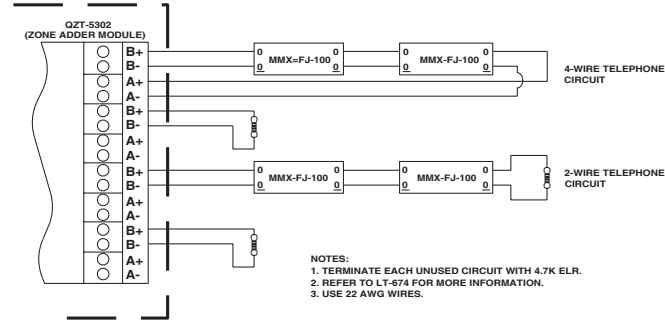 QZT-5302
(ZONE ADDER MODULE)
B+
B-
A+
A-
B+
B-
A+
A-
B+
B-
A+
A-
B+
B-
A+
A-
0 0
MMX=FJ-100
0 0
0 0
MMX-FJ-100
0 0
4-WIRE TELEPHONE
CIRCUIT
0 0
MMX-FJ-100
0 0
0 0
MMX-FJ-100
0 0
2-WIRE TELEPHONE
CIRCUIT
NOTES:
1. TERMINATE EACH UNUSED CIRCUIT WITH 4.7K ELR.
2. REFER TO LT-674 FOR MORE INFORMATION.
3. USE 22 AWG WIRES.